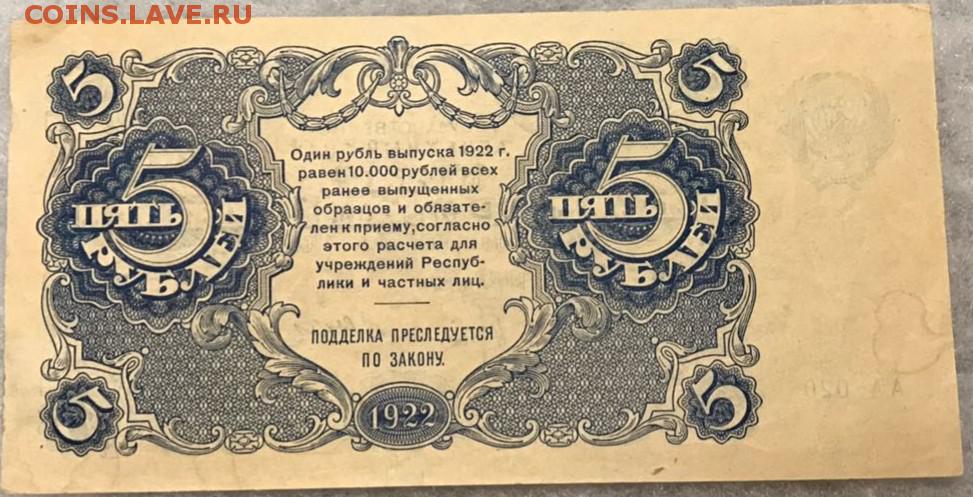 COINS.LAVE.RU
5
5
Один рубль выпуска 1922 г.
равен 10.000 рублей всех
ранее выпущенных
образцов и обязате-
лен к приему, согласно
этого расчета для
учреждений Респуб-
лики и частных лиц.
5
ПЯТЬ
РУБЛЕЙ
5
ПЯТЬ
РУБЛЕЙ
ПОДДЕЛКА ПРЕСЛЕДУЕТСЯ
ПО ЗАКОНУ.
5
1922
5